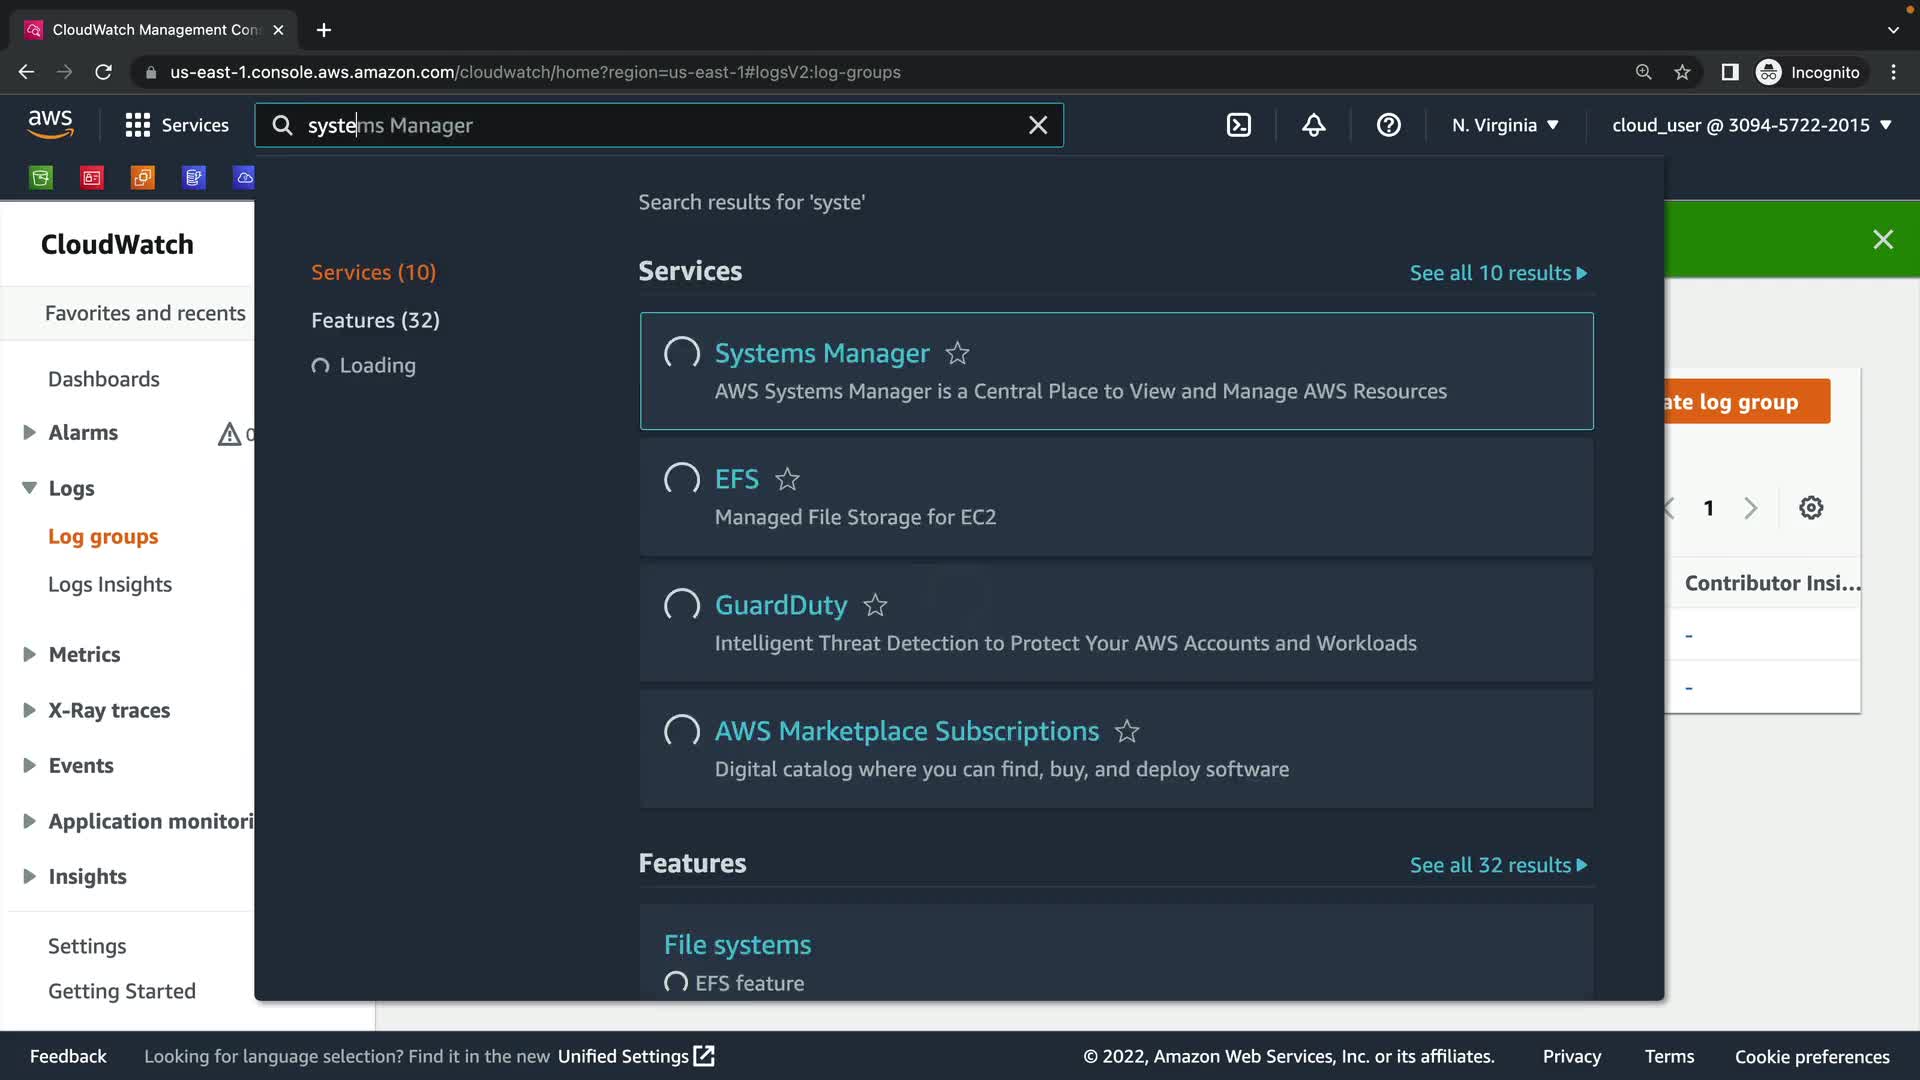 CloudWatch Management Con
us-east-1.console.aws.amazon.com/cloudwatch/home?region=us-east-1#logsV2:log-groups
Incognito
aws
Services
systems Manager
N. Virginia
cloud_user @ 3094-5722-2015
Search results for 'syste'
CloudWatch
Favorites and recents
Dashboards
Alarms
0
Logs
Log groups
Logs Insights
Metrics
X-Ray traces
Events
Application monitori
Insights
Settings
Getting Started
Services (10)
Features (32)
Loading
Services
See all 10 results
Systems Manager
AWS Systems Manager is a Central Place to View and Manage AWS Resources
EFS
Managed File Storage for EC2
GuardDuty
Intelligent Threat Detection to Protect Your AWS Accounts and Workloads
AWS Marketplace Subscriptions
Digital catalog where you can find, buy, and deploy software
Features
See all 32 results
File systems
EFS feature
ate log group
1
Contributor Insi...
-
-
Feedback
Looking for language selection? Find it in the new Unified Settings
© 2022, Amazon Web Services, Inc. or its affiliates.
Privacy
Terms
Cookie preferences